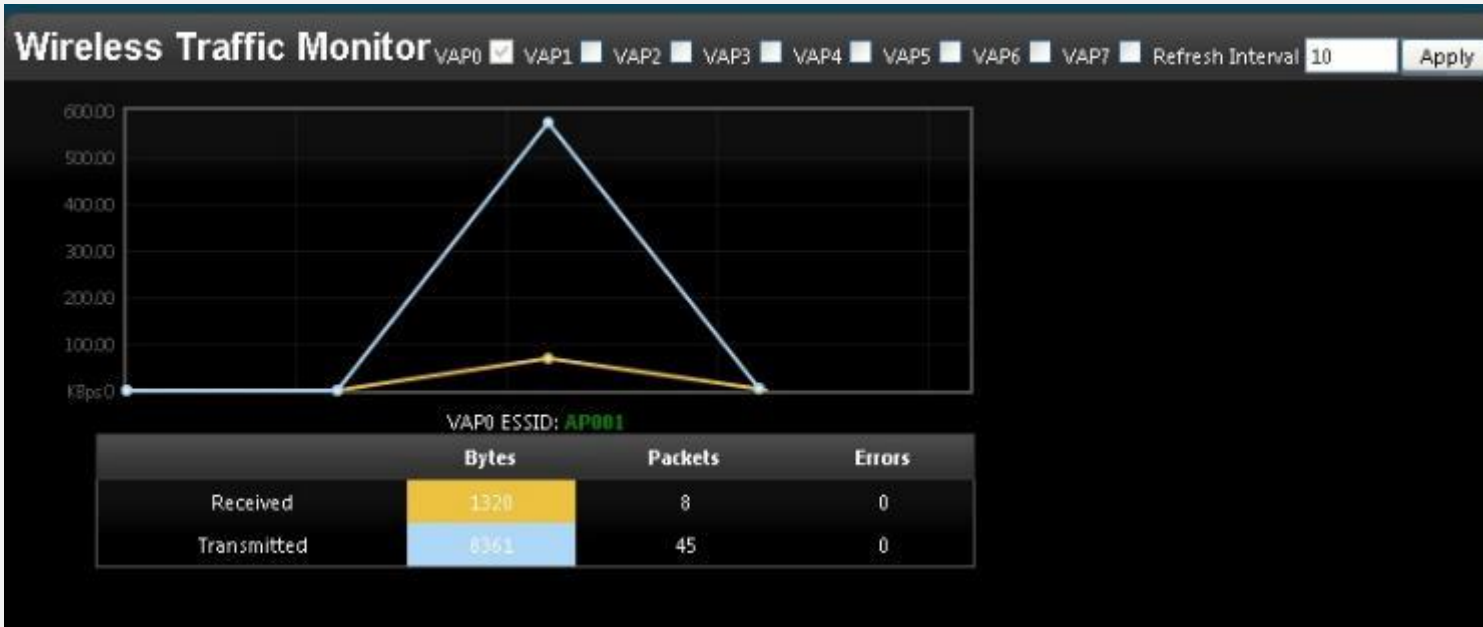 Wireless Traffic Monitor VAP0 VAP1 VAP2 VAP3 VAP4 VAP5 VAP6 VAP7 Refresh Interval 10 Apply
600.00
500.00
400.00
300.00
200.00
100.00
KBps 0
VAP0 ESSID: AP001
Bytes Packets Errors
Received 1320 8 0
Transmitted 8361 45 0